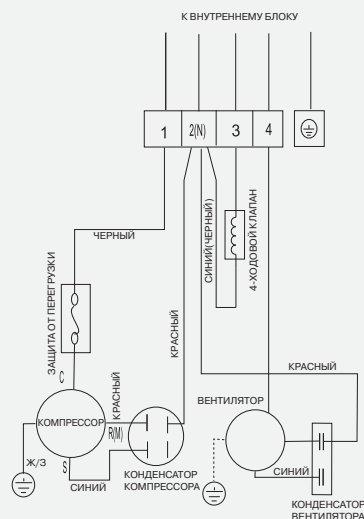 К ВНУТРЕННЕМУ БЛОКУ
1
2(N)
3
4
ЧЕРНЫЙ
ЗАЩИТА ОТ ПЕРЕГРУЗКИ
КРАСНЫЙ
СИНИЙ(ЧЕРНЫЙ)
4-ХОДОВОЙ КЛАПАН
КРАСНЫЙ
C
КРАСНЫЙ
ВЕНТИЛЯТОР
КОМПРЕССОР
R(M)
Ж/З
S
СИНИЙ
КОНДЕНСАТОР
КОМПРЕССОРА
СИНИЙ
КОНДЕНСАТОР
ВЕНТИЛЯТОРА